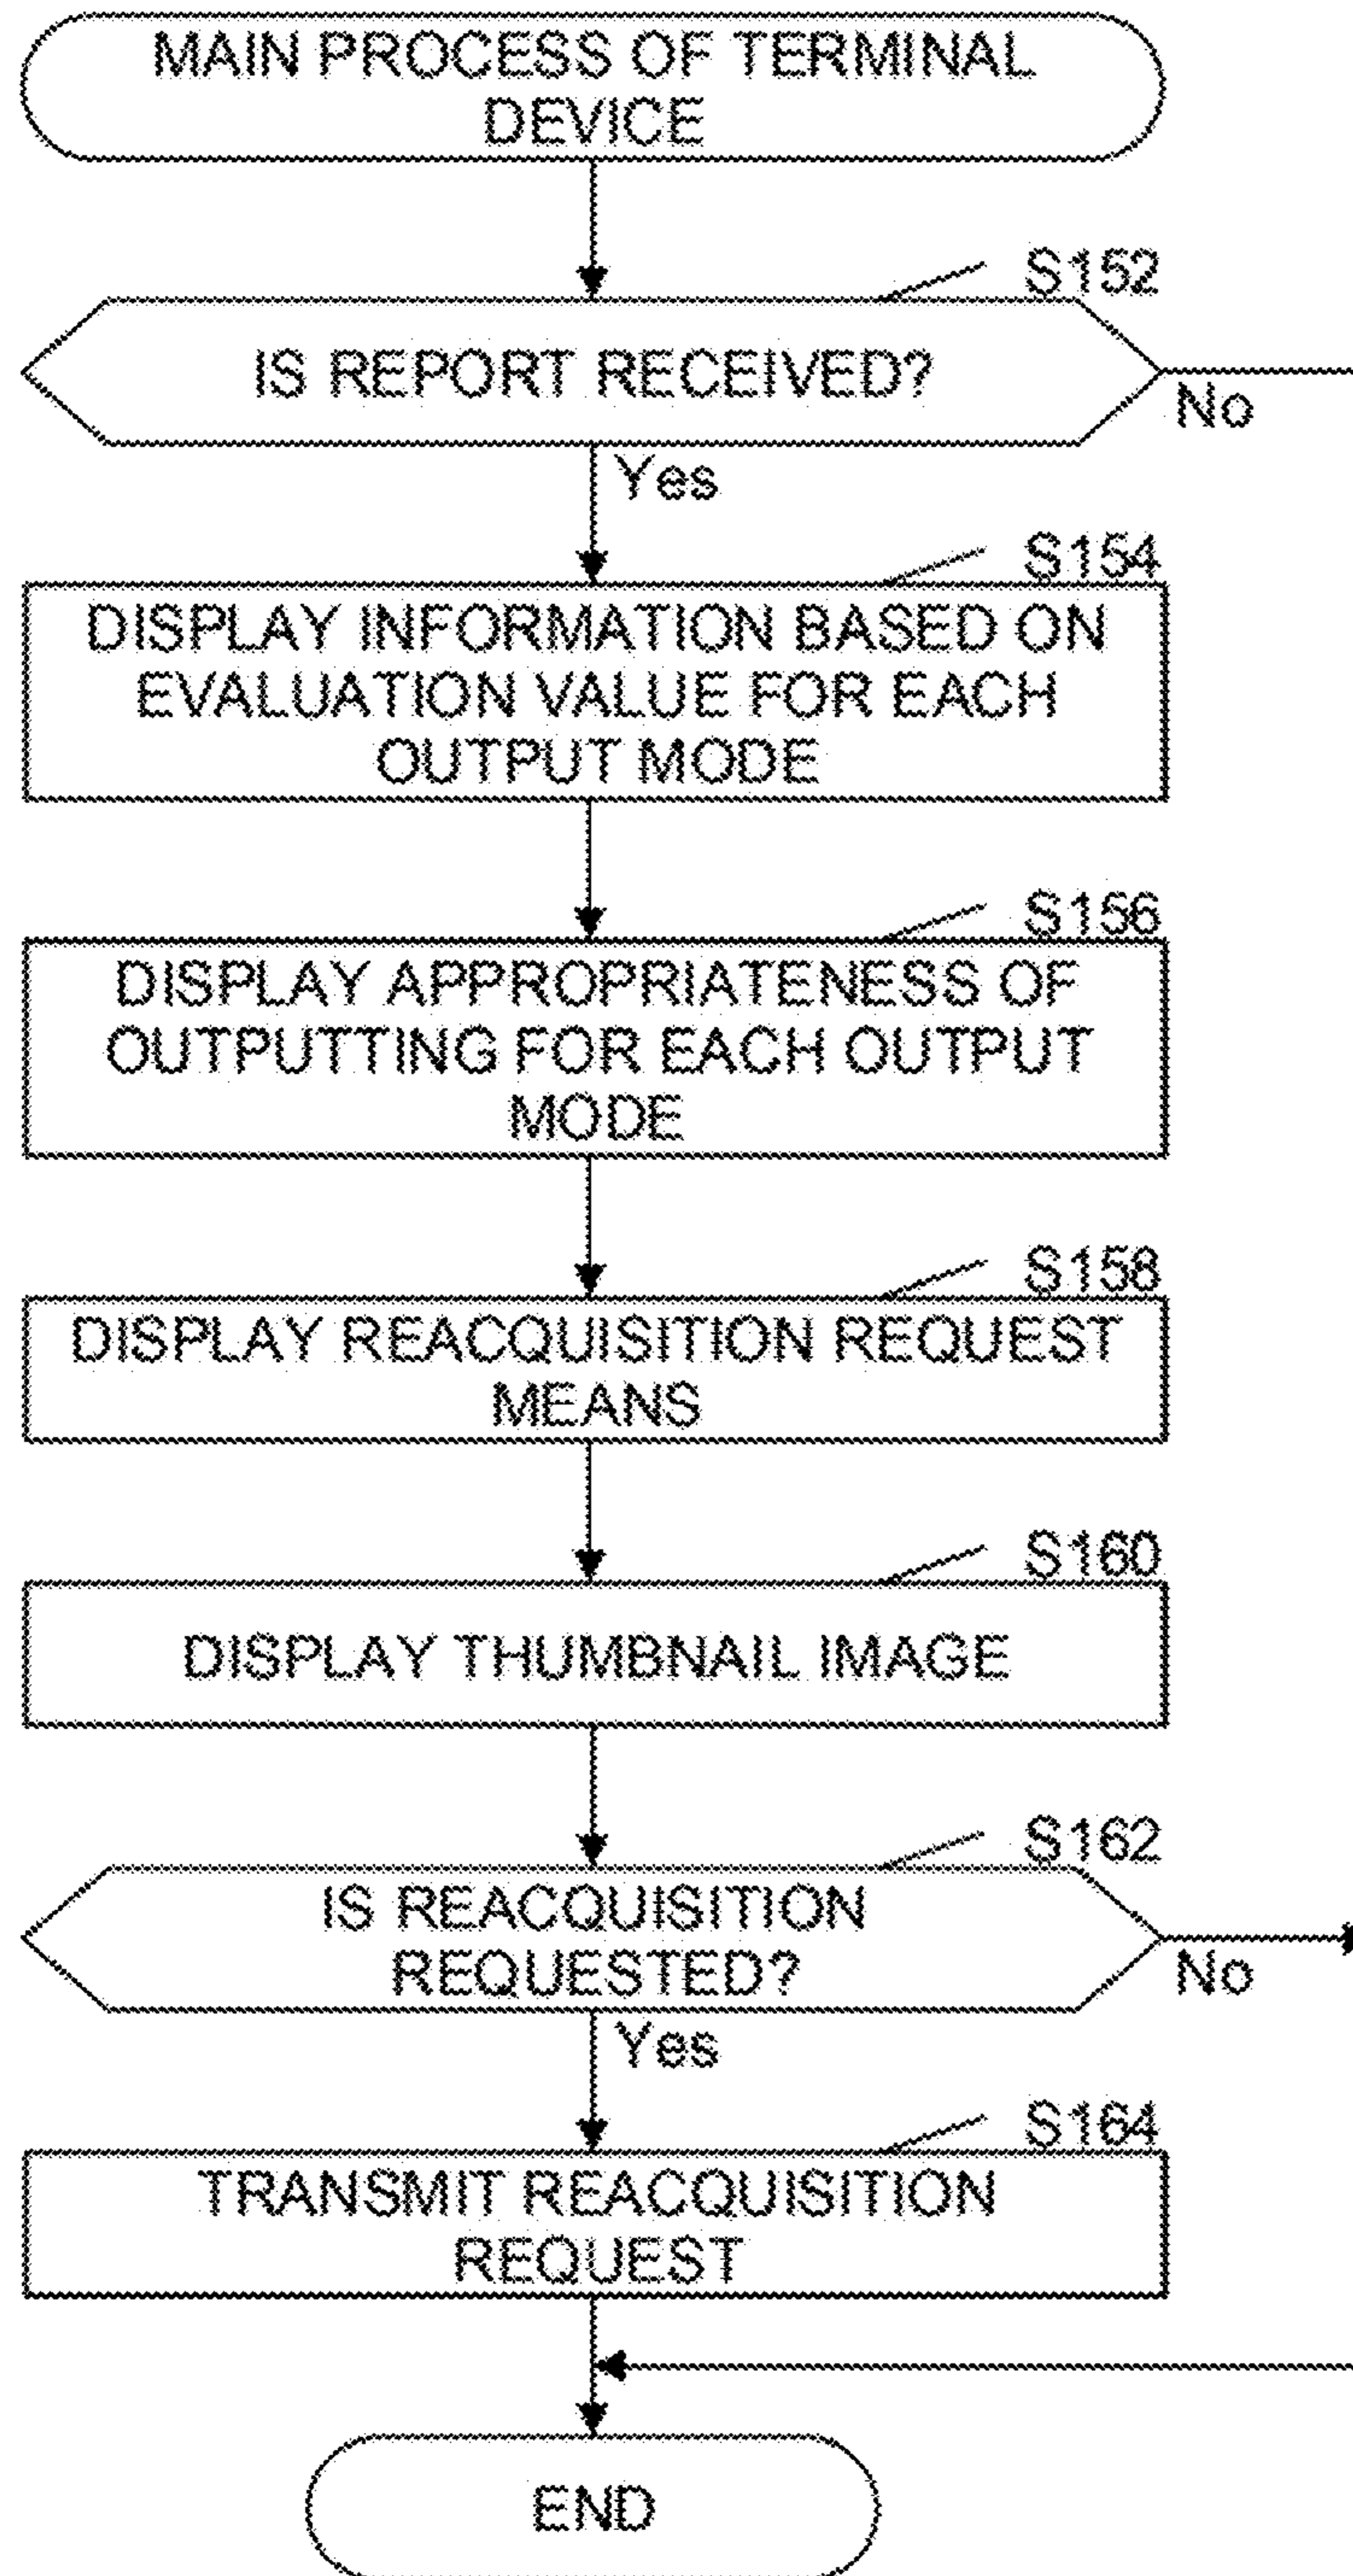 MAIN PROCESS OF TERMINAL
DEVICE
S152
IS REPORT RECEIVED?
No
Yes
S154
DISPLAY INFORMATION BASED ON
EVALUATION VALUE FOR EACH
OUTPUT MODE
S156
DISPLAY APPROPRIATENESS OF
OUTPUTTING FOR EACH OUTPUT
MODE
S158
DISPLAY REACQUISITION REQUEST
MEANS
S160
DISPLAY THUMBNAIL IMAGE
S162
IS REACQUISITION
REQUESTED?
No
Yes
S164
TRANSMIT REACQUISITION
REQUEST
END